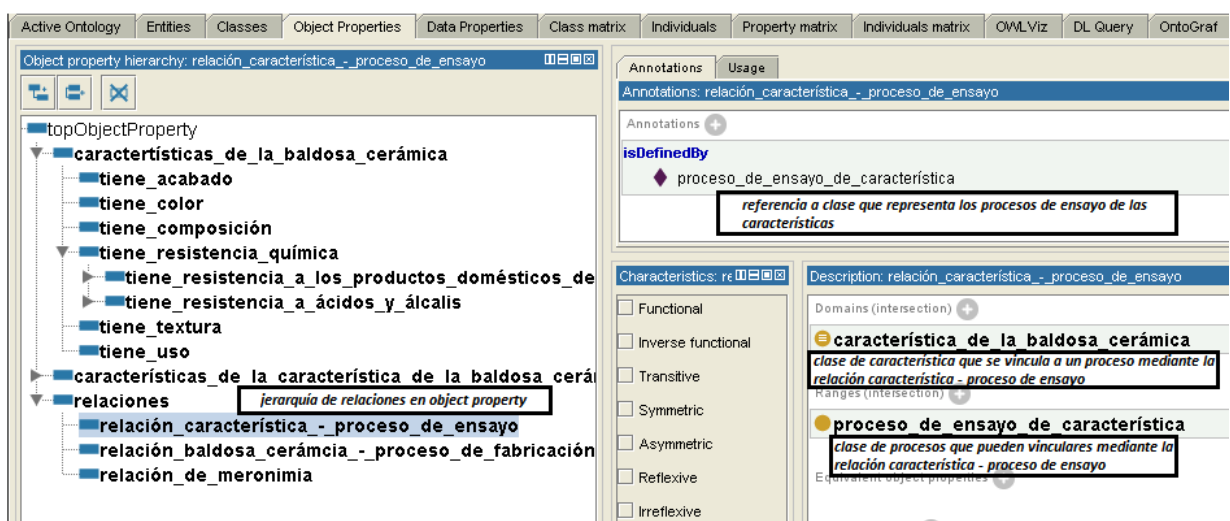 Active Ontology Entities Classes Object Properties Data Properties Class matrix Individuals Property matrix Individuals matrix OWLViz DL Query OntoGraf
Object property hierarchy: relación_característica_-_proceso_de_ensayo
topObjectProperty
caractertísticas_de_la_baldosa_cerámica
tiene_acabado
tiene_color
tiene_composición
tiene_resistencia_química
tiene_resistencia_a_los_productos_domésticos_de
tiene_resistencia_a_ácidos_y_álcalis
tiene_textura
tiene_uso
características_de_la_característica_de_la_baldosa_cerá
relaciones
jerarquía de relaciones en object property
relación_característica_-_proceso_de_ensayo
relación_baldosa_cerámcia_-_proceso_de_fabricación
relación_de_meronimia
Annotations Usage
Annotations: relación_característica_-_proceso_de_ensayo
Annotations
isDefinedBy
proceso_de_ensayo_de_característica
referencia a clase que representa los procesos de ensayo de las
características
Characteristics: re
Functional
Inverse functional
Transitive
Symmetric
Asymmetric
Reflexive
Irreflexive
Description: relación_característica_-_proceso_de_ensayo
Domains (intersection)
característica_de_la_baldosa_cerámica
clase de característica que se víncula a un proceso mediante la
relación característica - proceso de ensayo
Ranges (intersection)
proceso_de_ensayo_de_característica
clase de procesos que pueden vinculares mediante la
relación característica - proceso de ensayo
Equivalent object properties